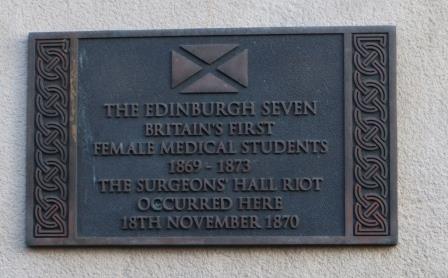 THE EDINBURGH SEVEN
BRITAIN'S FIRST
FEMALE MEDICAL STUDENTS
1869 - 1873
THE SURGEONS' HALL RIOT
OCCURRED HERE
18TH NOVEMBER 1870